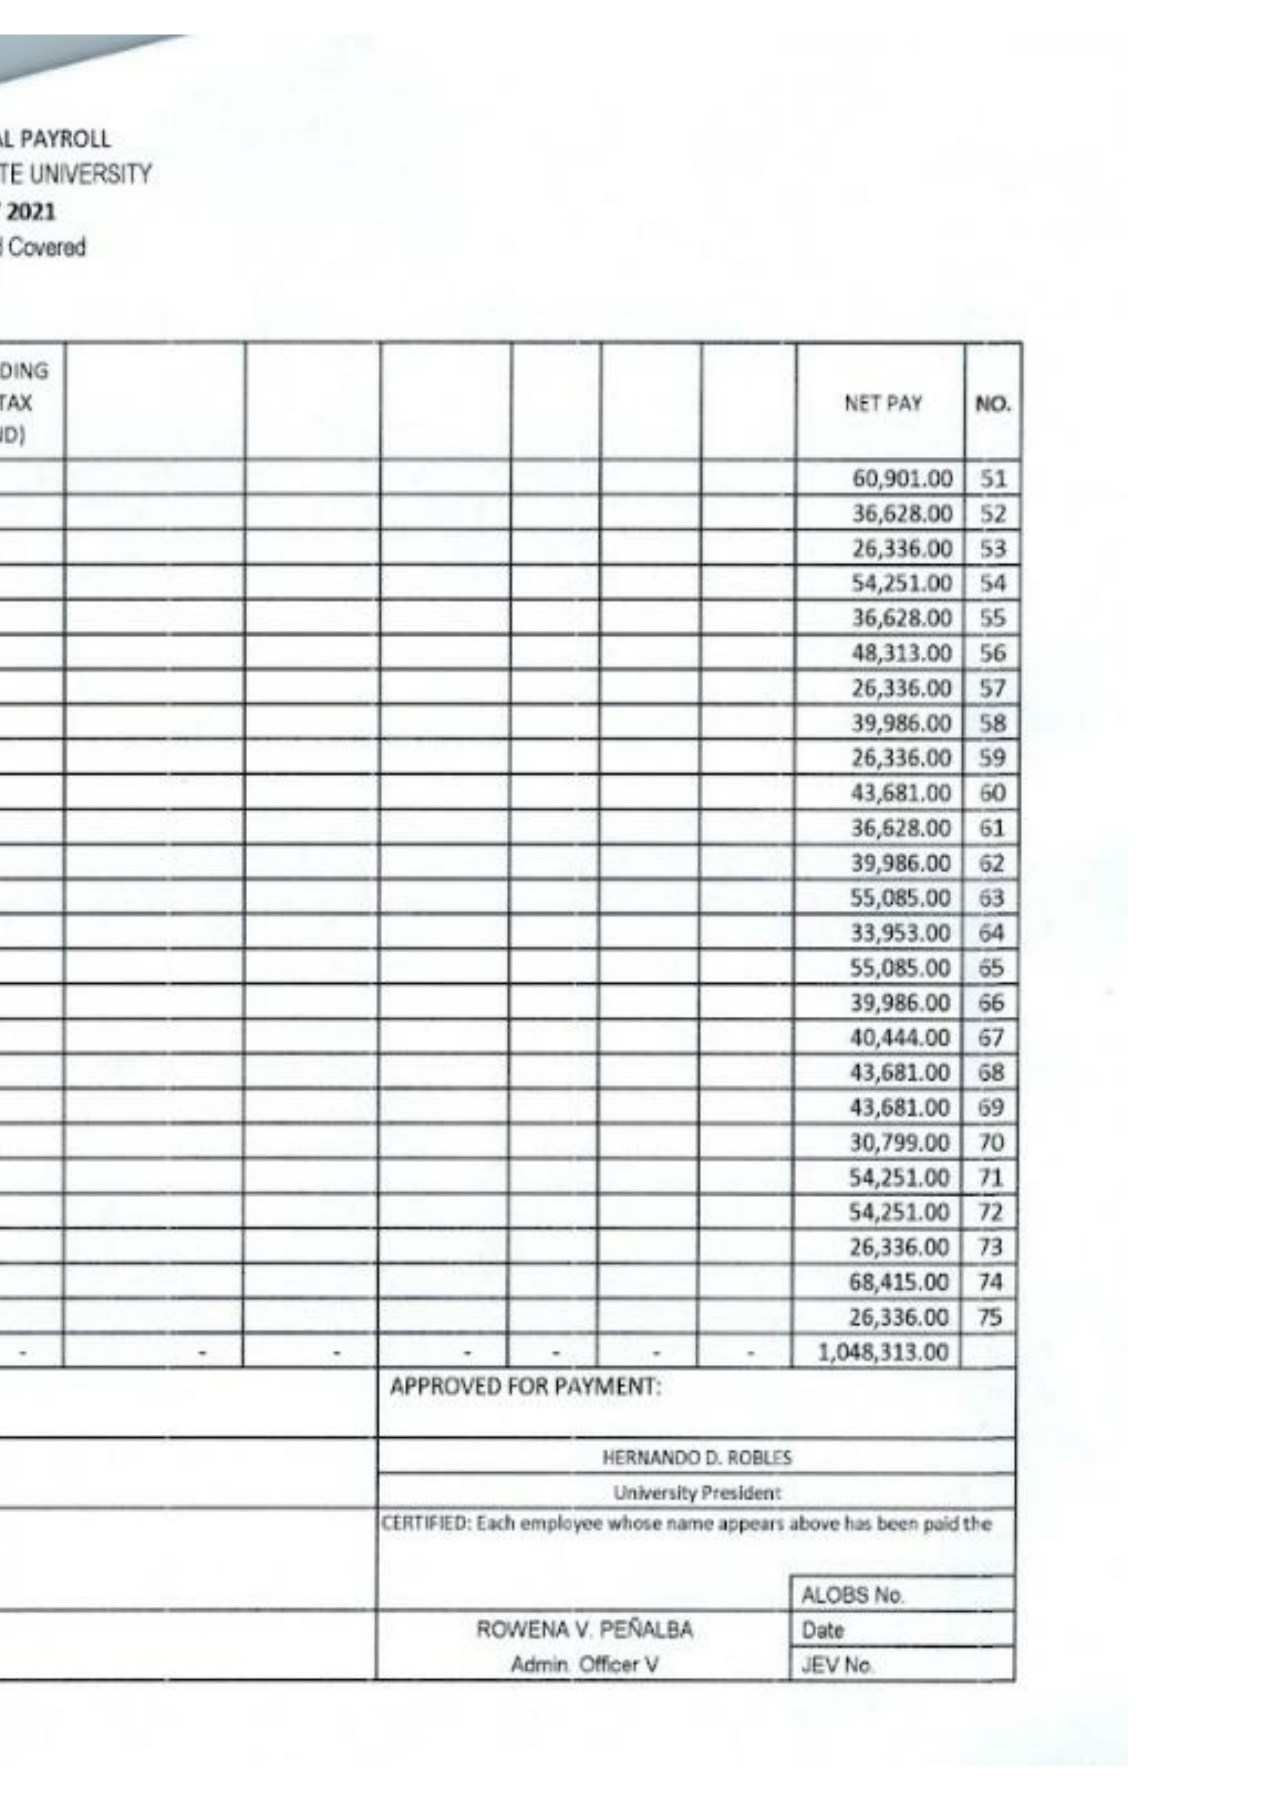 AL PAYROLL
TE UNIVERSITY
2021
d Covered
DING
TAX
ND)
NET PAY NO.
60,901.00 51
36,628.00 52
26,336.00 53
54,251.00 54
36,628.00 55
48,313.00 56
26,336.00 57
39,986.00 58
26,336.00 59
43,681.00 60
36,628.00 61
39,986.00 62
55,085.00 63
33,953.00 64
55,085.00 65
39,986.00 66
40,444.00 67
43,681.00 68
43,681.00 69
30,799.00 70
54,251.00 71
54,251.00 72
26,336.00 73
68,415.00 74
26,336.00 75
- - - - - - - 1,048,313.00
APPROVED FOR PAYMENT:
HERNANDO D. ROBLES
University President
CERTIFIED: Each employee whose name appears above has been paid the
ALOBS No.
ROWENA V. PEÑALBA Date
Admin. Officer V JEV No.